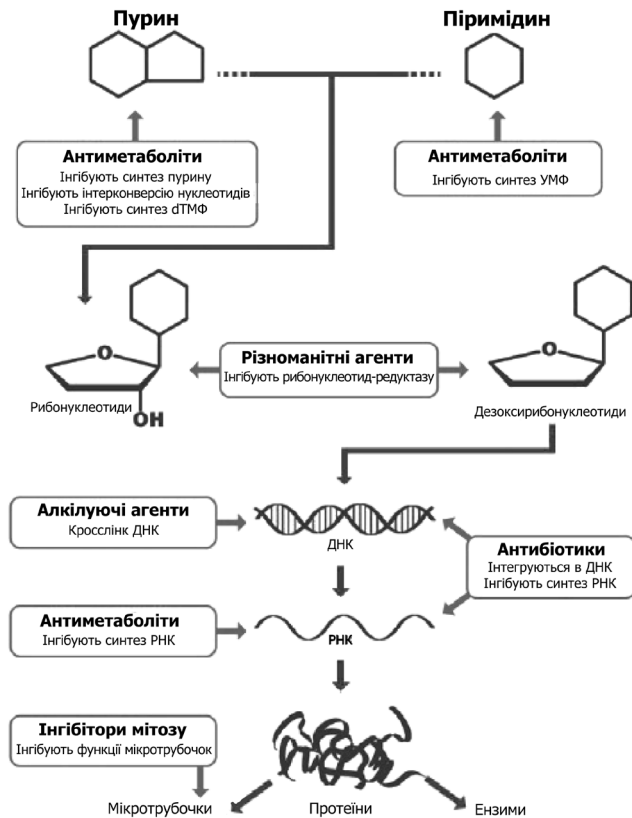 Пурин
Піримідин
Антиметаболіти
Інгібують синтез пурину
Інгібують інтерконверсію нуклеотидів
Інгібують синтез dТМФ
Антиметаболіти
Інгібують синтез УМФ
O
OH
Рибонуклеотиди
Різноманітні агенти
Інгібують рибонуклеотид-редуктазу
O
Дезоксирибонуклеотиди
Алкілуючі агенти
Кросслінк ДНК
ДНК
Антибіотики
Інтегруються в ДНК
Інгібують синтез РНК
Антиметаболіти
Інгібують синтез РНК
РНК
Інгібітори мітозу
Інгібують функції мікротрубочок
Мікротрубочки
Протеїни
Ензими